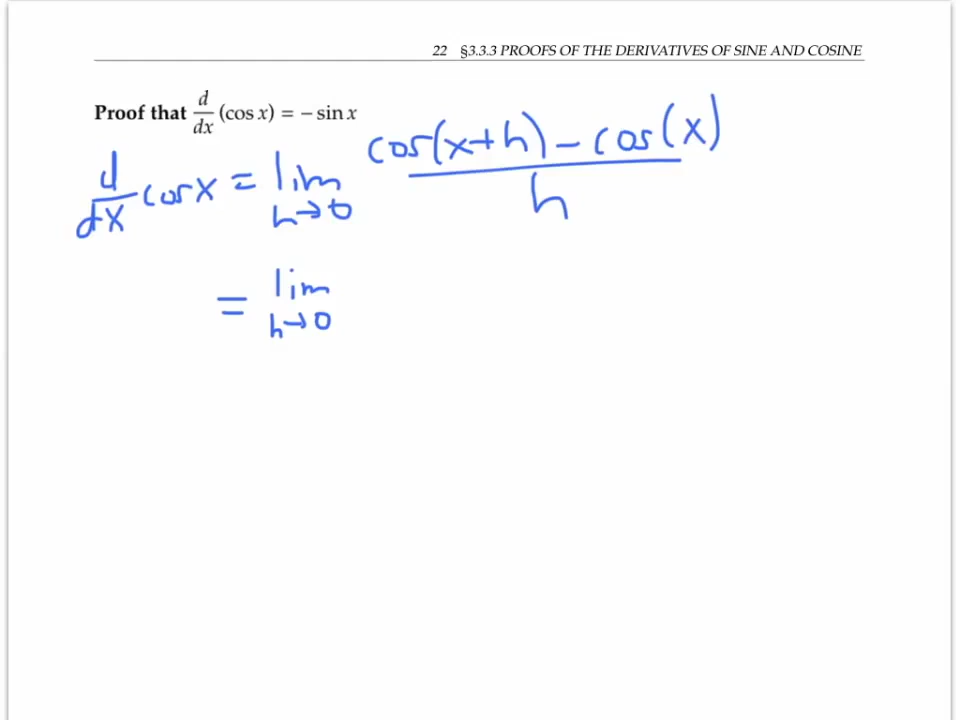 22 §3.3.3 PROOFS OF THE DERIVATIVES OF SINE AND COSINE
Proof that d/dx (cos x) = − sin x
d/dx cos x = lim h→0 (cos(x+h) − cos(x))/h
= lim h→0